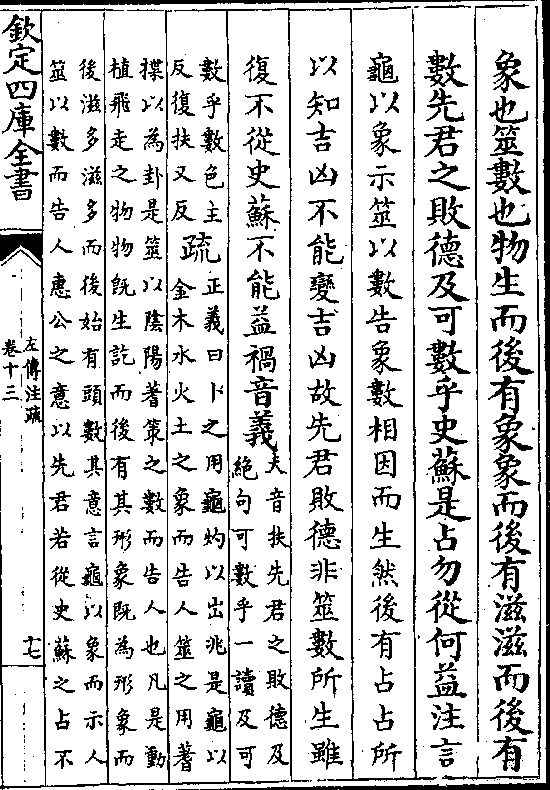 象也筮數也物生而後有象象而後有滋滋而後有
數先君之敗德及可數乎史蘇是占勿從何益注言
龜以象示筮以數告象數相因而生然後有占占所
以知吉凶不能變吉凶故先君敗德非筮數所生雖
復不從史蘇不能益禍音義
夫音扶先君之敗德及
絶句可數乎一讀及可
數乎數色主
反復扶又反
疏
正義曰卜之用龜灼以出兆是龜以
金木水火土之象而告人筮之用蓍
揲以為卦是筮以陰陽蓍策之數而告人也凡是動
植飛走之物物既生訖而後有其形象既為形象而
後滋多滋多而後始有頭數其意言龜以象而示人
筮以數而告人惠公之意以先君若從史蘇之占不
欽定四庫全書
左傳注疏
卷十三
十七